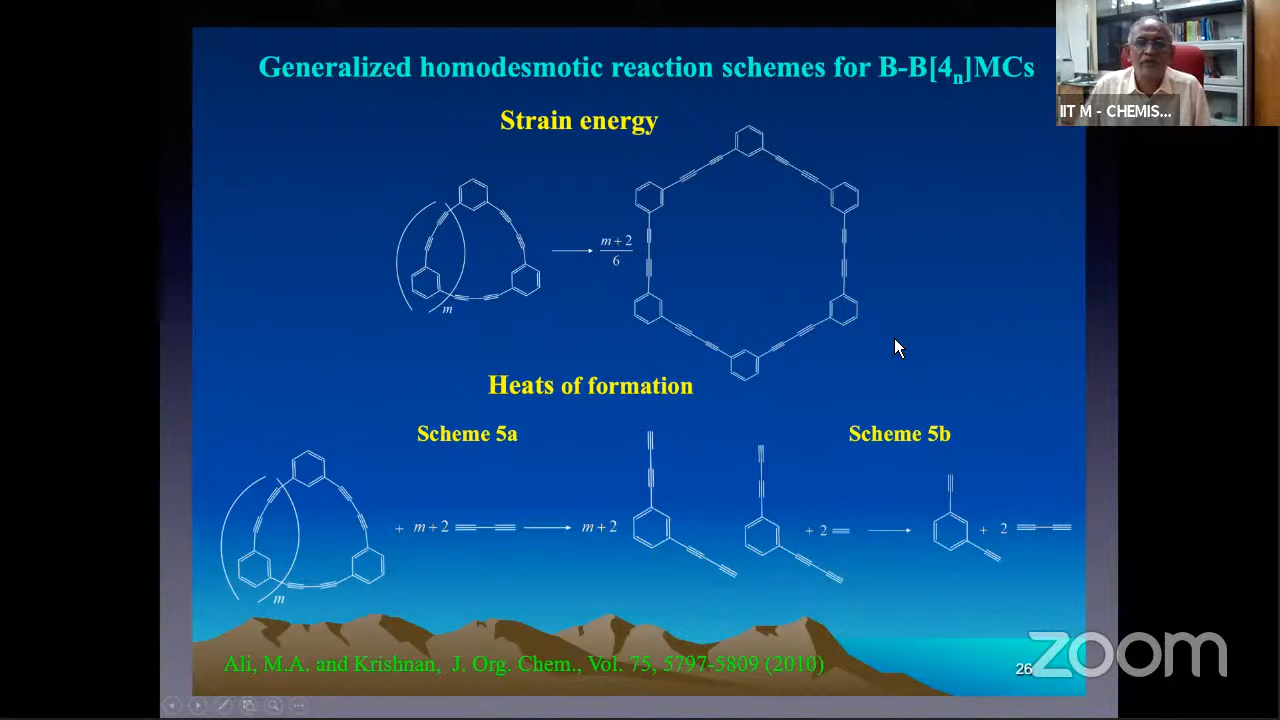 Generalized homodesmotic reaction schemes for B-B[4n]MCs
IIT M - CHEMIS...
Strain energy
m
m + 2
6
Heats of formation
Scheme 5a
Scheme 5b
m
+ m+2
m+2
+ 2
+ 2
Ali, M.A. and Krishnan, J. Org. Chem., Vol. 75, 5797-5809 (2010)
26
zoom